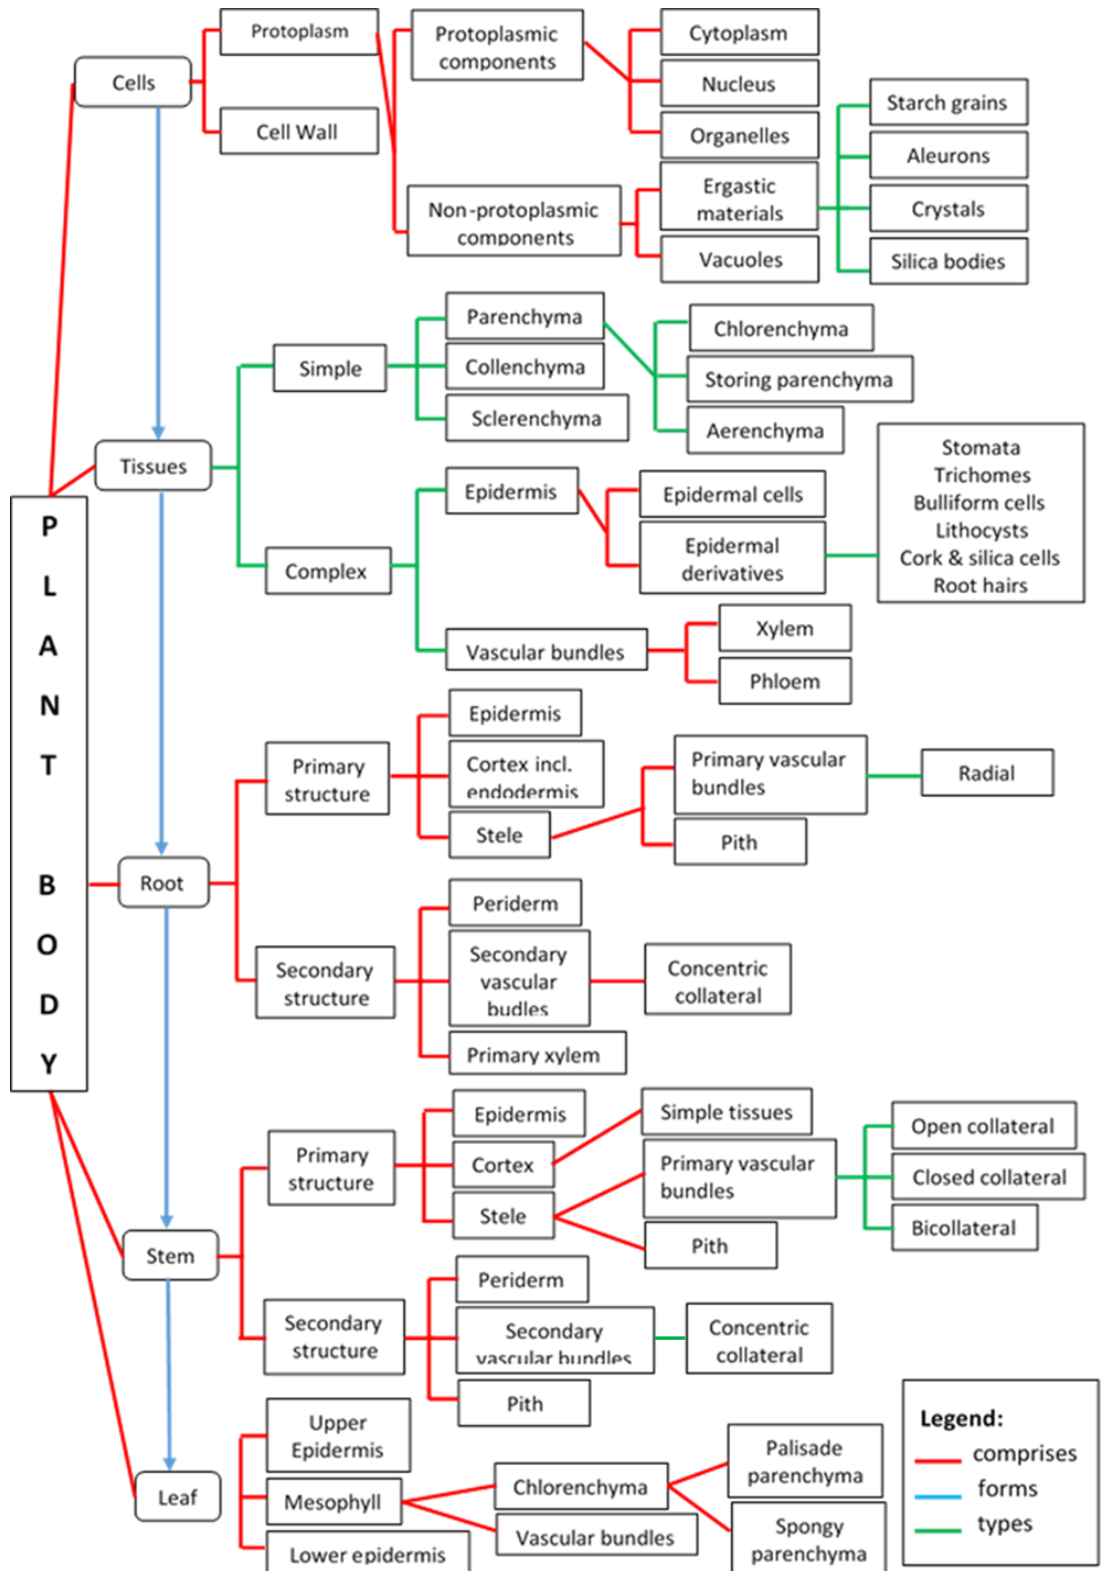 Protoplasm
Protoplasmic
components
Cytoplasm
Cells
Nucleus
Starch grains
Cell Wall
Organelles
Aleurons
Ergastic
materials
Non-protoplasmic
components
Crystals
Vacuoles
Silica bodies
Parenchyma
Chlorenchyma
Simple
Collenchyma
Storing parenchyma
Sclerenchyma
Aerenchyma
Tissues
Stomata
Trichomes
Bulliform cells
Lithocysts
Cork & silica cells
Root hairs
Epidermis
Epidermal cells
Epidermal
derivatives
Complex
Xylem
Vascular bundles
Phloem
P
L
A
N
T
B
O
D
Y
Epidermis
Primary
structure
Cortex incl.
endodermis
Primary vascular
bundles
Radial
Stele
Pith
Root
Periderm
Secondary
structure
Secondary
vascular
budles
Concentric
collateral
Primary xylem
Epidermis
Simple tissues
Open collateral
Primary
structure
Cortex
Primary vascular
bundles
Closed collateral
Stele
Bicollateral
Pith
Stem
Periderm
Secondary
structure
Secondary
vascular bundles
Concentric
collateral
Pith
Upper
Epidermis
Leaf
Mesophyll
Chlorenchyma
Palisade
parenchyma
Vascular bundles
Spongy
parenchyma
Lower epidermis
Legend:
comprises
forms
types